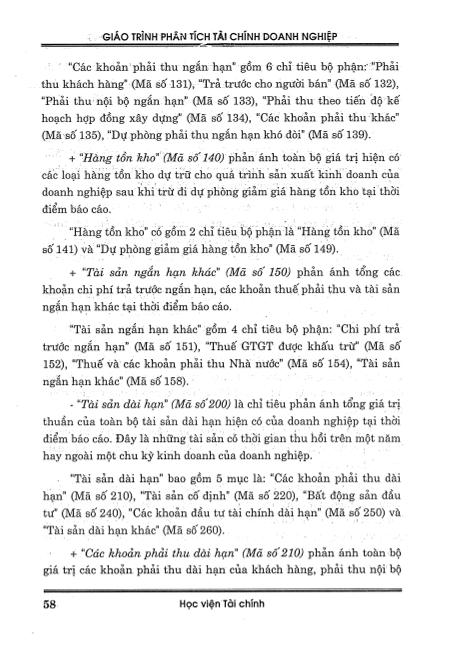 GIÁO TRÌNH PHÂN TÍCH TÀI CHÍNH DOANH NGHIỆP
"Các khoản phải thu ngắn hạn" gồm 6 chỉ tiêu bộ phận: "Phải
thu khách hàng" (Mã số 131), "Trả trước cho người bán" (Mã số 132),
"Phải thu nội bộ ngắn hạn" (Mã số 133), "Phải thu theo tiến độ kế
hoạch hợp đồng xây dựng" (Mã số 134), "Các khoản phải thu khác"
(Mã số 135), "Dự phòng phải thu ngắn hạn khó đòi" (Mã số 139).
+ "Hàng tồn kho" (Mã số 140) phản ánh toàn bộ giá trị hiện có
các loại hàng tồn kho dự trữ cho quá trình sản xuất kinh doanh của
doanh nghiệp sau khi trừ đi dự phòng giảm giá hàng tồn kho tại thời
điểm báo cáo.
"Hàng tồn kho" có gồm 2 chỉ tiêu bộ phận là "Hàng tồn kho" (Mã
số 141) và "Dự phòng giảm giá hàng tồn kho" (Mã số 149).
+ "Tài sản ngắn hạn khác" (Mã số 150) phản ánh tổng các
khoản chi phí trả trước ngắn hạn, các khoản thuế phải thu và tài sản
ngắn hạn khác tại thời điểm báo cáo.
"Tài sản ngắn hạn khác" gồm 4 chỉ tiêu bộ phận: "Chi phí trả
trước ngắn hạn" (Mã số 151), "Thuế GTGT được khấu trừ" (Mã số
152), "Thuế và các khoản phải thu Nhà nước" (Mã số 154), "Tài sản
ngắn hạn khác" (Mã số 158).
- "Tài sản dài hạn" (Mã số 200) là chỉ tiêu phản ánh tổng giá trị
thuần của toàn bộ tài sản dài hạn hiện có của doanh nghiệp tại thời
điểm báo cáo. Đây là những tài sản có thời gian thu hồi trên một năm
hay ngoài một chu kỳ kinh doanh của doanh nghiệp.
"Tài sản dài hạn" bao gồm 5 mục là: "Các khoản phải thu dài
hạn" (Mã số 210), "Tài sản cố định" (Mã số 220), "Bất động sản đầu
tư" (Mã số 240), "Các khoản đầu tư tài chính dài hạn" (Mã số 250) và
"Tài sản dài hạn khác" (Mã số 260).
+ "Các khoản phải thu dài hạn" (Mã số 210) phản ánh toàn bộ
giá trị các khoản phải thu dài hạn của khách hàng, phải thu nội bộ
58 Học viện Tài chính